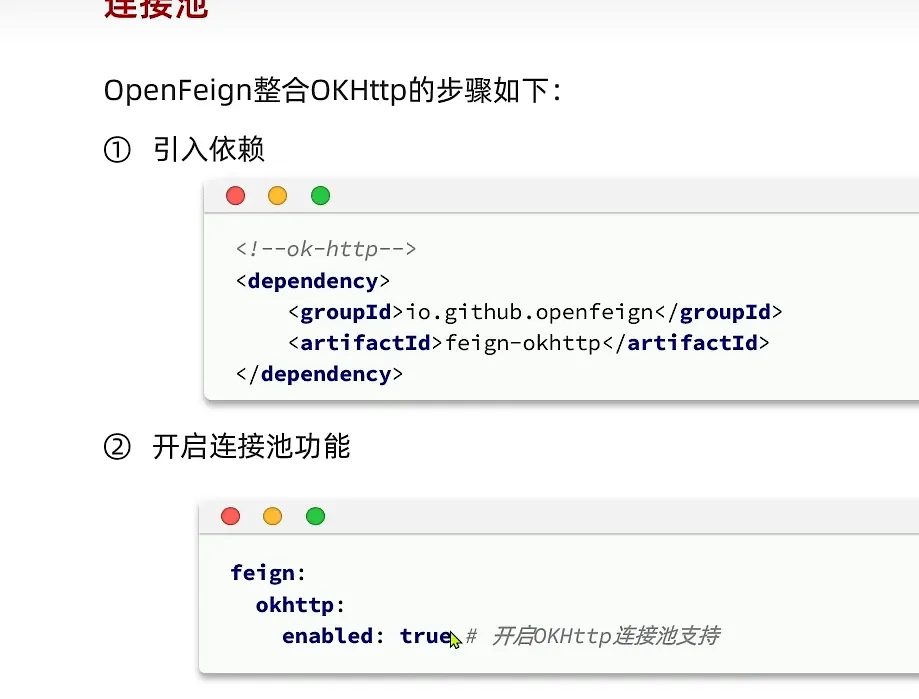 连接池
OpenFeign整合OKHttp的步骤如下：
① 引入依赖
<!--ok-http-->
<dependency>
    <groupId>io.github.openfeign</groupId>
    <artifactId>feign-okhttp</artifactId>
</dependency>
② 开启连接池功能
feign:
  okhttp:
    enabled: true # 开启OKHttp连接池支持